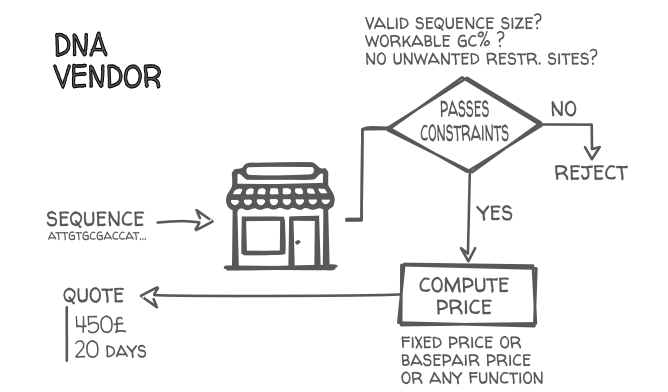 DNA
VENDOR
VALID SEQUENCE SIZE?
WORKABLE GC% ?
NO UNWANTED RESTR. SITES?
PASSES
CONSTRAINTS
NO
REJECT
YES
SEQUENCE
ATTGTGCGACCAT...
COMPUTE
PRICE
FIXED PRICE OR
BASEPAIR PRICE
OR ANY FUNCTION
QUOTE
450£
20 DAYS